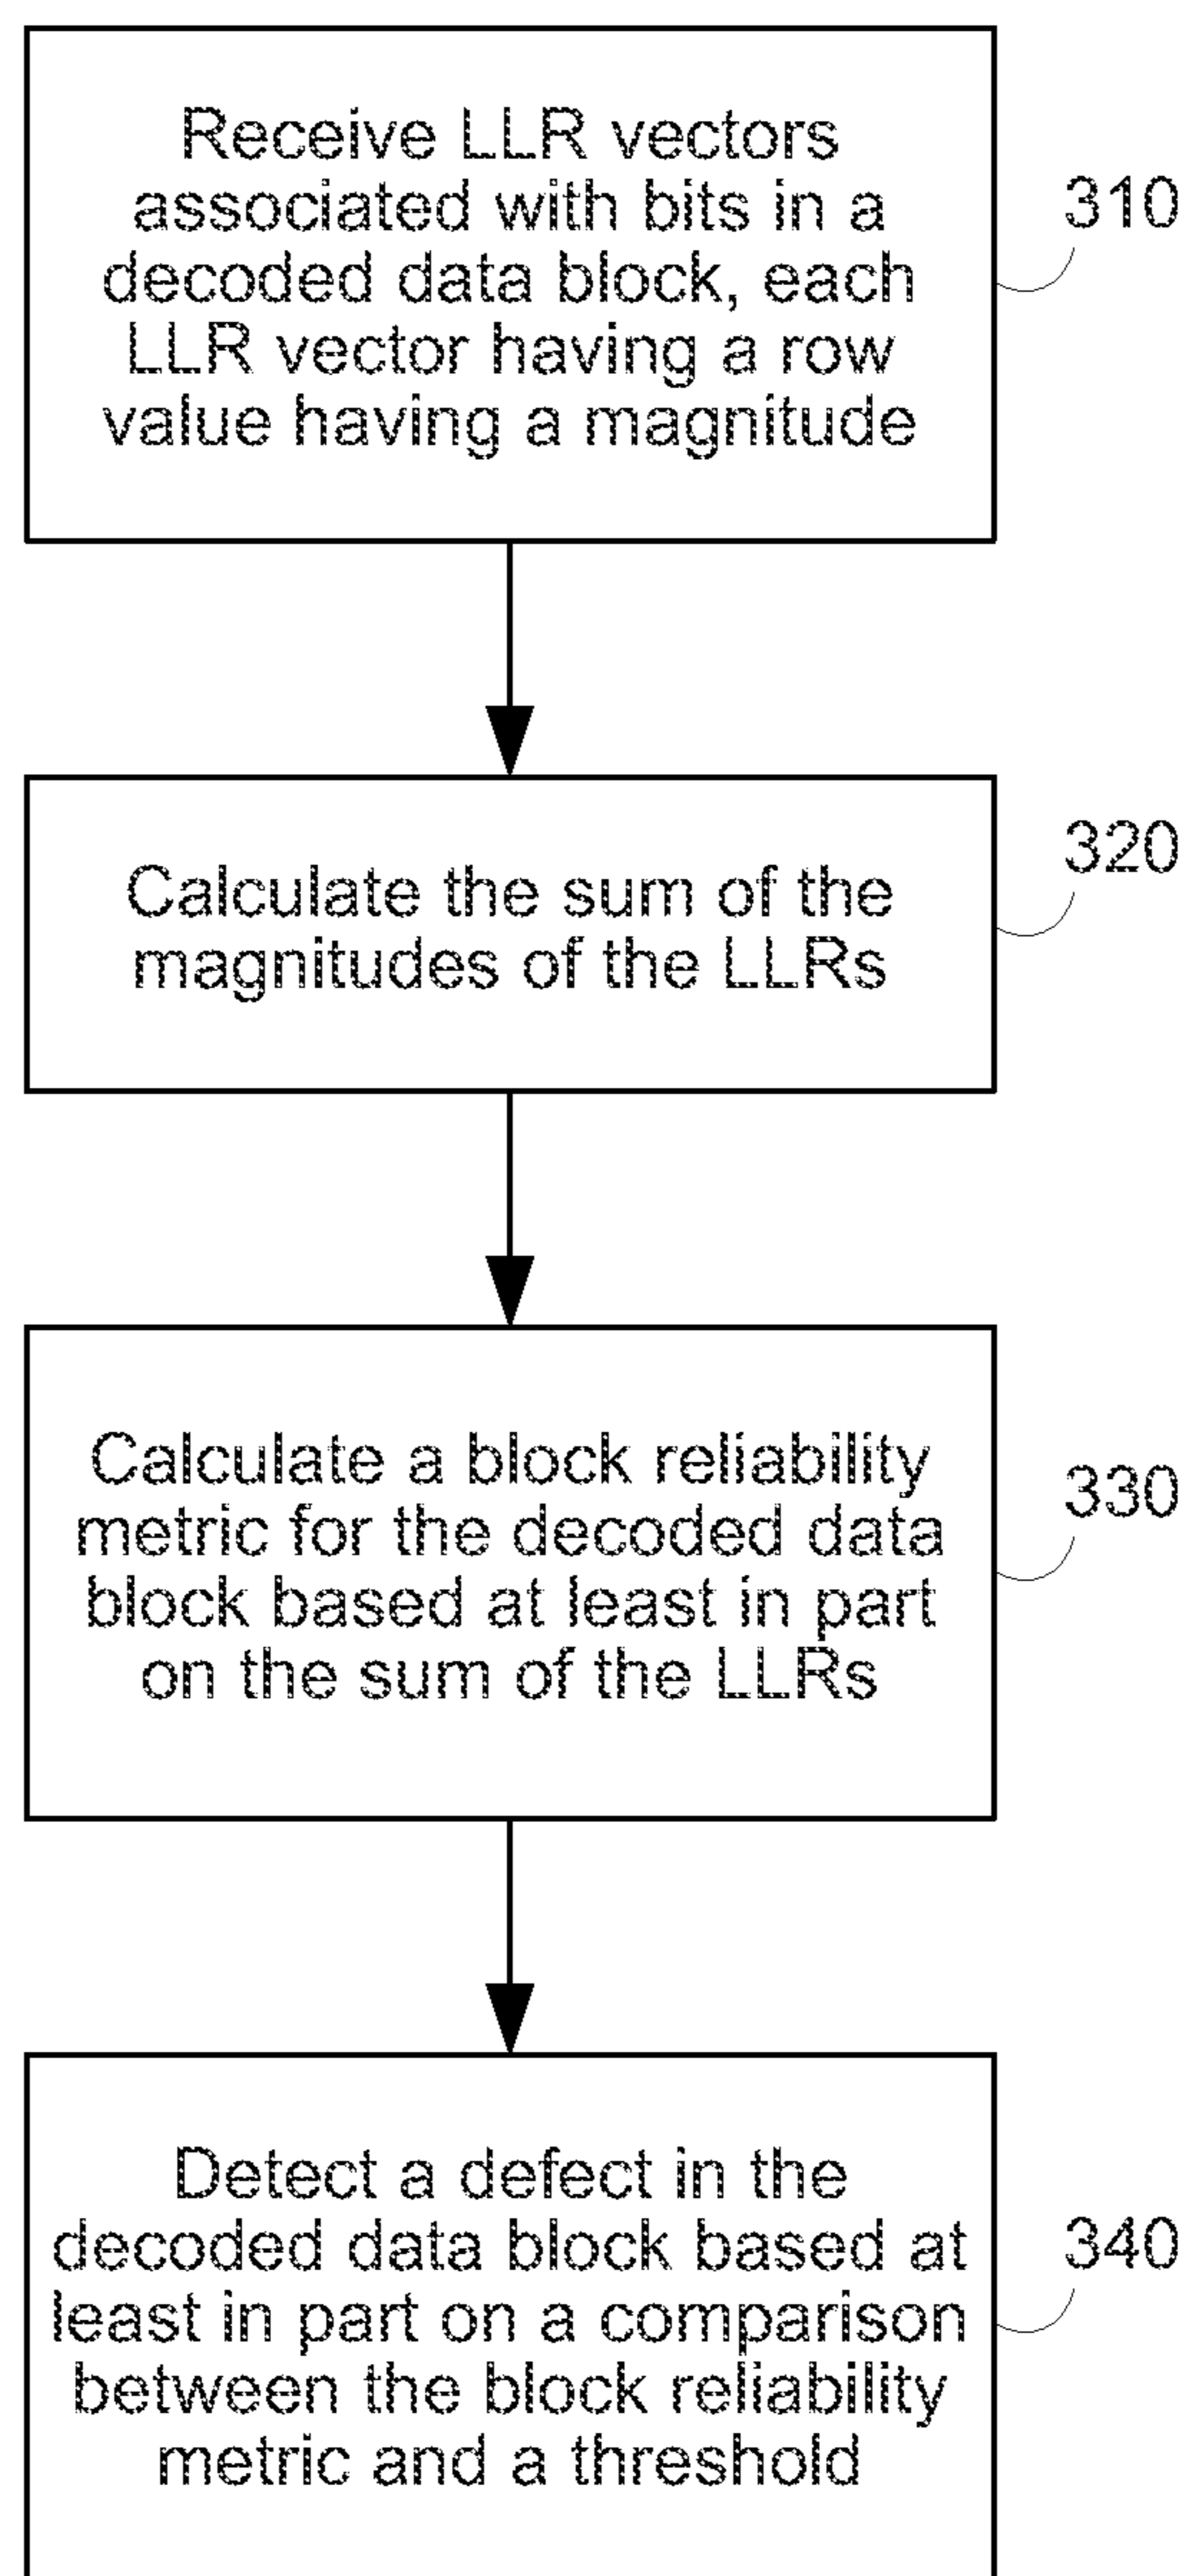 Receive LLR vectors
associated with bits in a
decoded data block, each
LLR vector having a row
value having a magnitude
310
Calculate the sum of the
magnitudes of the LLRs
320
Calculate a block reliability
metric for the decoded data
block based at least in part
on the sum of the LLRs
330
Detect a defect in the
decoded data block based at
least in part on a comparison
between the block reliability
metric and a threshold
340